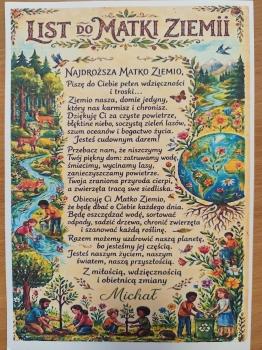 LIST DO MATKI ZIEMII
NAJDROŻSZA MATKO ZIEMIO,
Piszę do Ciebie pełen wdzięczności
i troski...
Ziemio nasza, domie jedyny,
który nas karmisz i chronisz.
Dziękuję Ci za czyste powietrze,
błękitne niebo, soczystą zieleń lasów,
szum oceanów i bogactwo życia.
Jesteś cudownym darem!
Przebacz nam, że niszczymy
Twój piękny dom: zatruwamy wodę,
śmiecimy, wycinamy lasy,
zanieczyszczamy powietrze.
Twoja zraniona przyroda cierpi,
a zwierzęta tracą swe siedliska.
Obiecuję Ci Matko Ziemio,
że będę dbać o Ciebie każdego dnia.
Będę oszczędzać wodę, sortować
odpady, sadzić drzewa, chronić zwierzęta
i szanować każdą roślinę.
Razem możemy uzdrowić naszą planetę,
bo jesteśmy jej częścią.
Jesteś naszym życiem, naszym
światem, naszą przyszłością.
Z miłością, wdzięcznością
i obietnicą zmiany
Michał